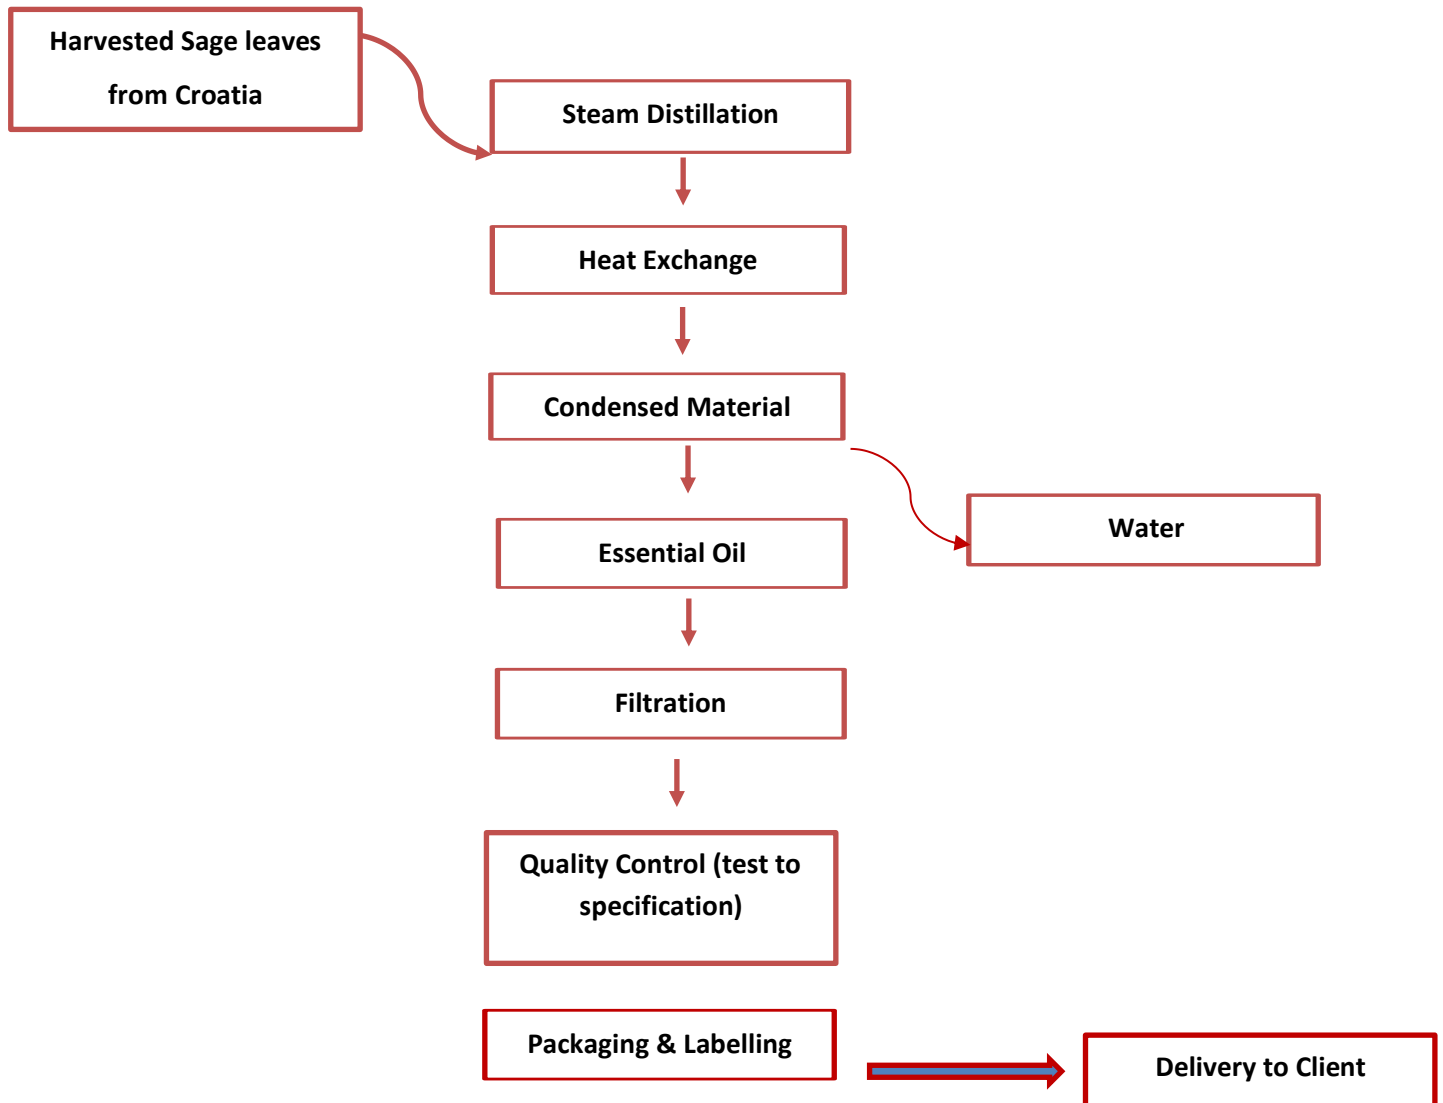 Harvested Sage leaves
from Croatia
Steam Distillation
Heat Exchange
Condensed Material
Water
Essential Oil
Filtration
Quality Control (test to
specification)
Packaging & Labelling
Delivery to Client